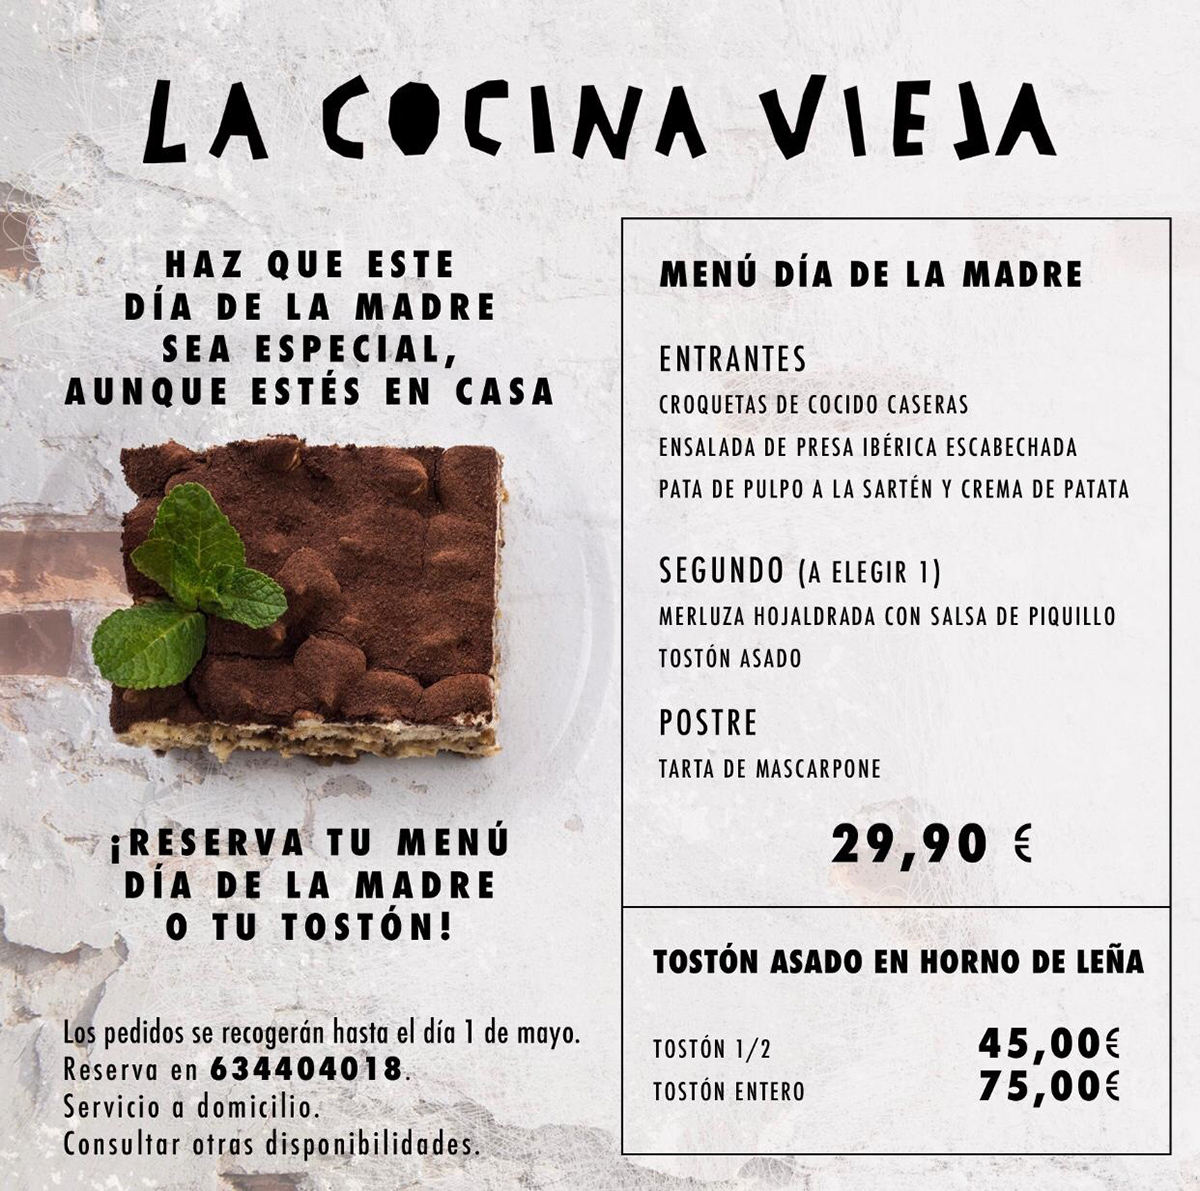 LA COCINA VIEJA
HAZ QUE ESTE
DÍA DE LA MADRE
SEA ESPECIAL,
AUNQUE ESTÉS EN CASA
¡RESERVA TU MENÚ
DÍA DE LA MADRE
O TU TOSTÓN!
Los pedidos se recogerán hasta el día 1 de mayo.
Reserva en 634404018.
Servicio a domicilio.
Consultar otras disponibilidades.
MENÚ DÍA DE LA MADRE
ENTRANTES
CROQUETAS DE COCIDO CASERAS
ENSALADA DE PRESA IBÉRICA ESCABECHADA
PATA DE PULPO A LA SARTÉN Y CREMA DE PATATA
SEGUNDO (A ELEGIR 1)
MERLUZA HOJALDRADA CON SALSA DE PIQUILLO
TOSTÓN ASADO
POSTRE
TARTA DE MASCARPONE
29,90 €
TOSTÓN ASADO EN HORNO DE LEÑA
TOSTÓN 1/2 45,00€
TOSTÓN ENTERO 75,00€